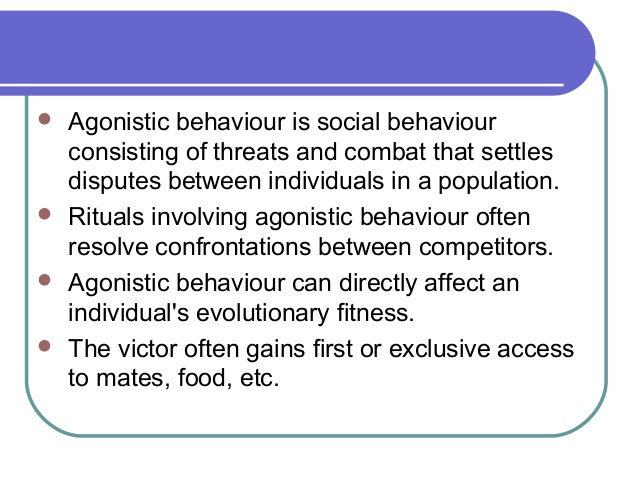 Agonistic behaviour is social behaviour
consisting of threats and combat that settles
disputes between individuals in a population.
Rituals involving agonistic behaviour often
resolve confrontations between competitors.
Agonistic behaviour can directly affect an
individual's evolutionary fitness.
The victor often gains first or exclusive access
to mates, food, etc.